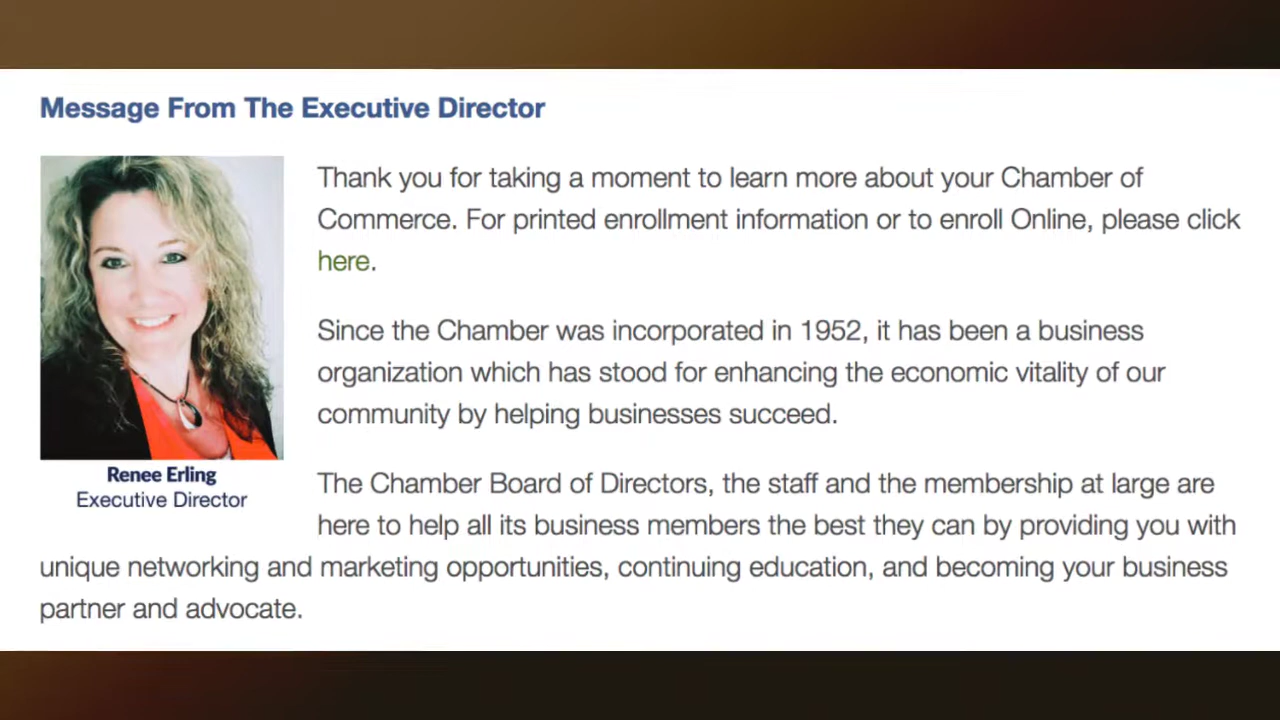 Message From The Executive Director
Thank you for taking a moment to learn more about your Chamber of
Commerce. For printed enrollment information or to enroll Online, please click
here.
Since the Chamber was incorporated in 1952, it has been a business
organization which has stood for enhancing the economic vitality of our
community by helping businesses succeed.
Renee Erling
Executive Director
The Chamber Board of Directors, the staff and the membership at large are
here to help all its business members the best they can by providing you with
unique networking and marketing opportunities, continuing education, and becoming your business
partner and advocate.